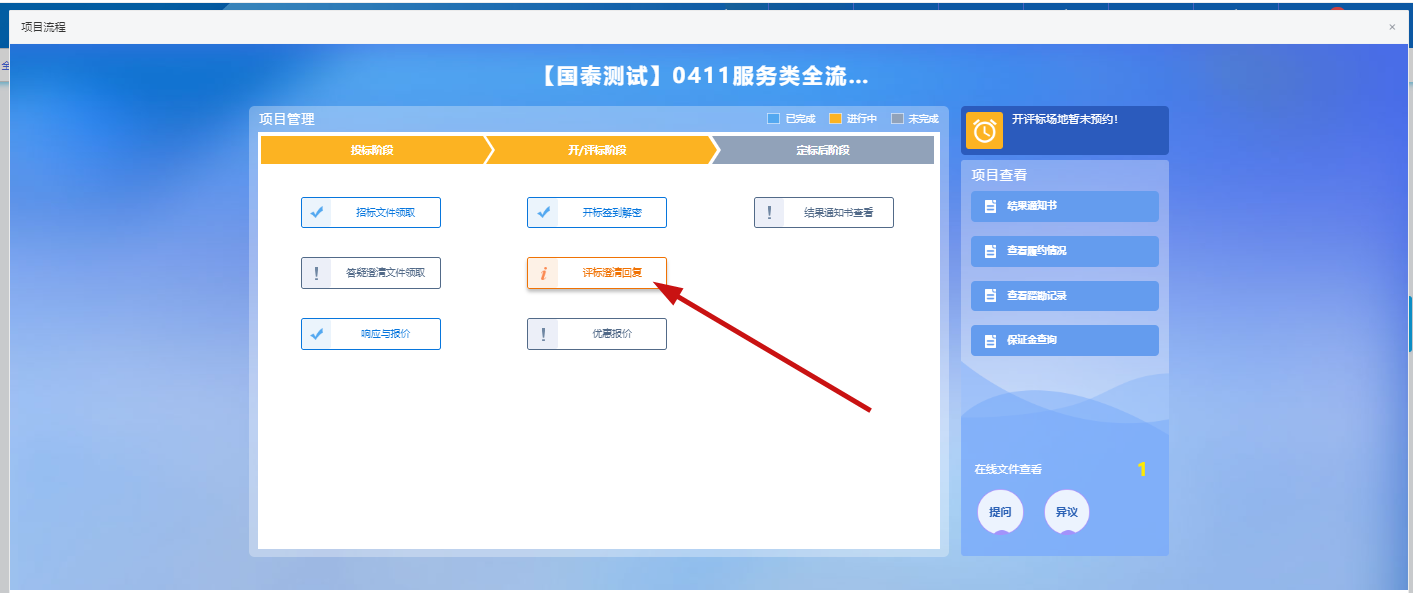 项目流程
×
全
【国泰测试】0411服务类全流...
项目管理
已完成 进行中 未完成
投标阶段 开/评标阶段 定标后阶段
招标文件领取 开标签到解密 结果通知书查看
答疑澄清文件领取 评标澄清回复
响应与报价 优惠报价
开评标场地暂未预约!
项目查看
结果通知书
查看履约情况
查看踏勘记录
保证金查询
在线文件查看 1
提问 异议